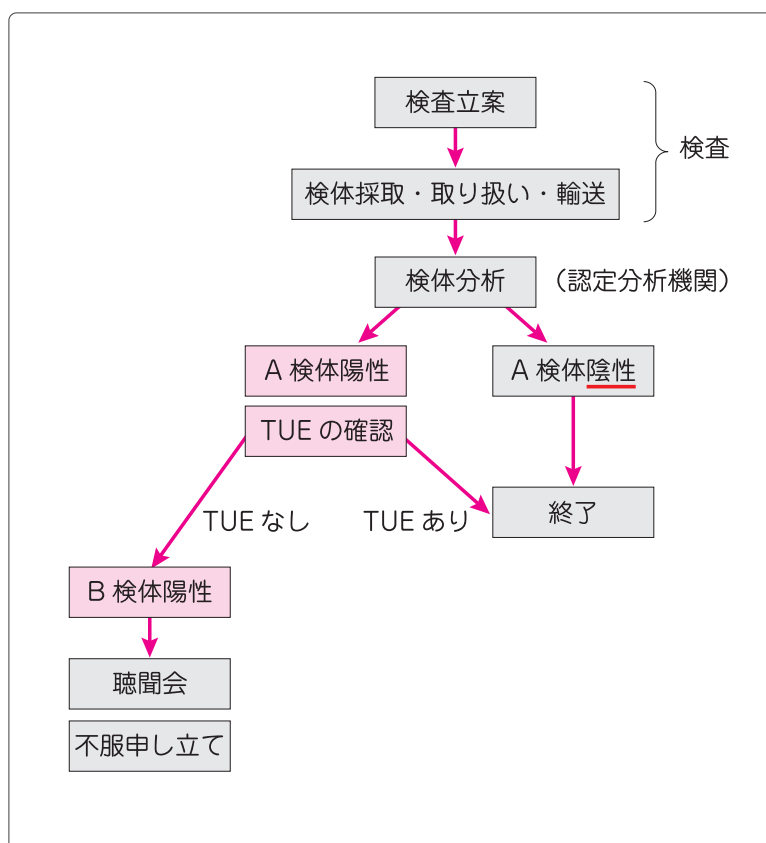 検査立案
検査
検体採取・取り扱い・輸送
検体分析
（認定分析機関）
A 検体陽性
A 検体陰性
TUE の確認
TUE なし
TUE あり
終了
B 検体陽性
聴聞会
不服申し立て